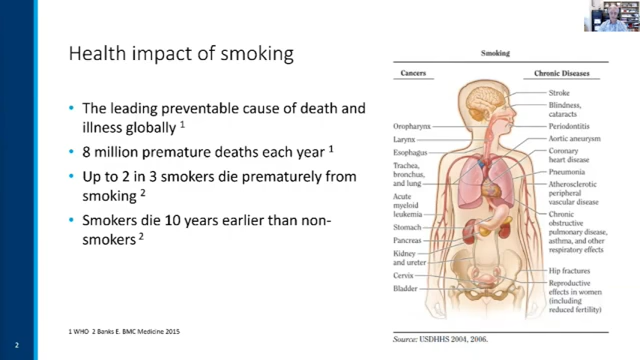 Health impact of smoking
• The leading preventable cause of death and
illness globally 1
• 8 million premature deaths each year 1
• Up to 2 in 3 smokers die prematurely from
smoking 2
• Smokers die 10 years earlier than non-
smokers 2
1 WHO 2 Banks E. BMC Medicine 2015
2
Smoking
Cancers
Oropharynx
Larynx
Esophagus
Trachea,
bronchus,
and lung
Acute
myeloid
leukemia
Stomach
Pancreas
Kidney
and ureter
Cervix
Bladder
Chronic Diseases
Stroke
Blindness,
cataracts
Periodontitis
Aortic aneurysm
Coronary
heart disease
Pneumonia
Atherosclerotic
peripheral
vascular disease
Chronic
obstructive
pulmonary disease,
asthma, and other
respiratory effects
Hip fractures
Reproductive
effects in women
(including
reduced fertility)
Source: USDHHS 2004, 2006.